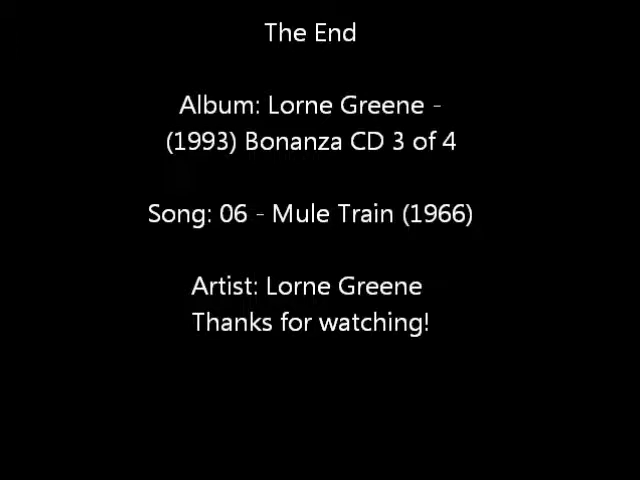 The End
Album: Lorne Greene -
(1993) Bonanza CD 3 of 4
Song: 06 - Mule Train (1966)
Artist: Lorne Greene
Thanks for watching!